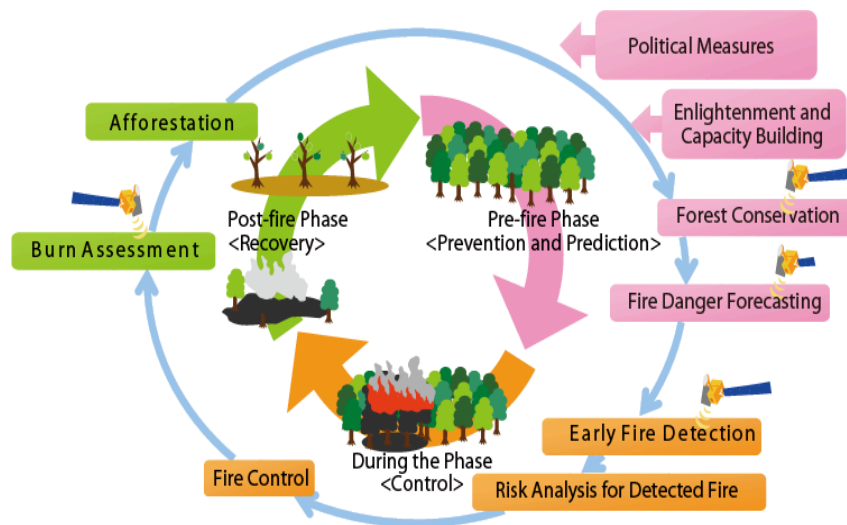 Political Measures
Enlightenment and
Capacity Building
Afforestation
Post-fire Phase
<Recovery>
Pre-fire Phase
<Prevention and Prediction>
Forest Conservation
Burn Assessment
Fire Danger Forecasting
Early Fire Detection
During the Phase
<Control>
Fire Control
Risk Analysis for Detected Fire